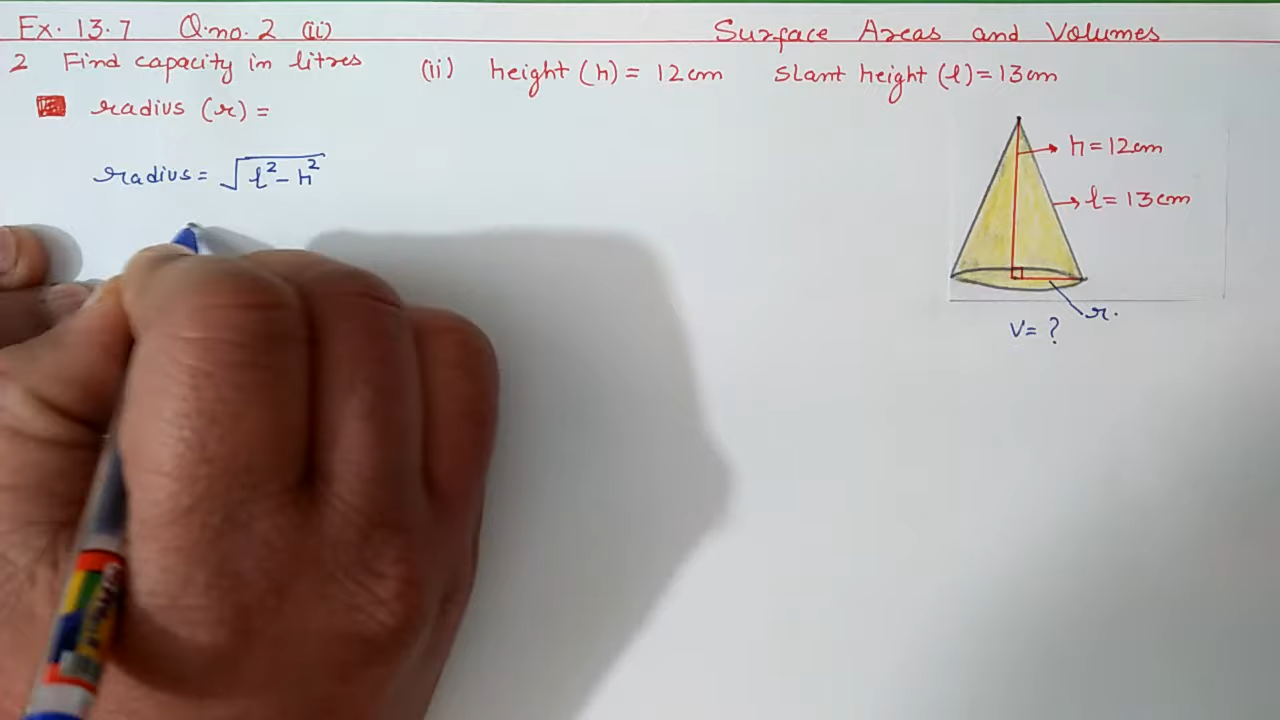 Ex. 13.7 Q.no. 2 (ii) Surface Areas and Volumes
2 Find capacity in litres (ii) height (h) = 12cm slant height (l) = 13cm
radius (r) =
radius = √l²-h²
h = 12cm
l = 13cm
r.
V = ?